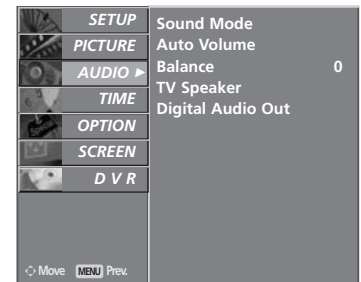 SETUP
PICTURE
AUDIO ►
TIME
OPTION
SCREEN
D V R
Move MENU Prev.
Sound Mode
Auto Volume
Balance 0
TV Speaker
Digital Audio Out